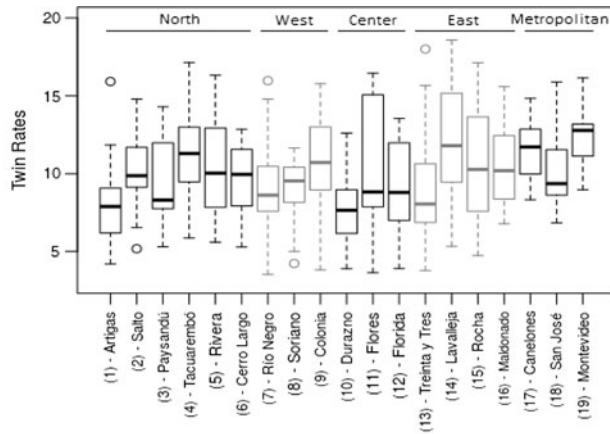 North West Center East Metropolitan
20
15
10
5
Twin Rates
(1) - Artigas
(2) - Salto
(3) - Paysandú
(4) - Tacuarembó
(5) - Rivera
(6) - Cerro Largo
(7) - Río Negro
(8) - Soriano
(9) - Colonia
(10) - Durazno
(11) - Flores
(12) - Florida
(13) - Treinta y Tres
(14) - Lavalleja
(15) - Rocha
(16) - Maldonado
(17) - Canelones
(18) - San José
(19) - Montevideo